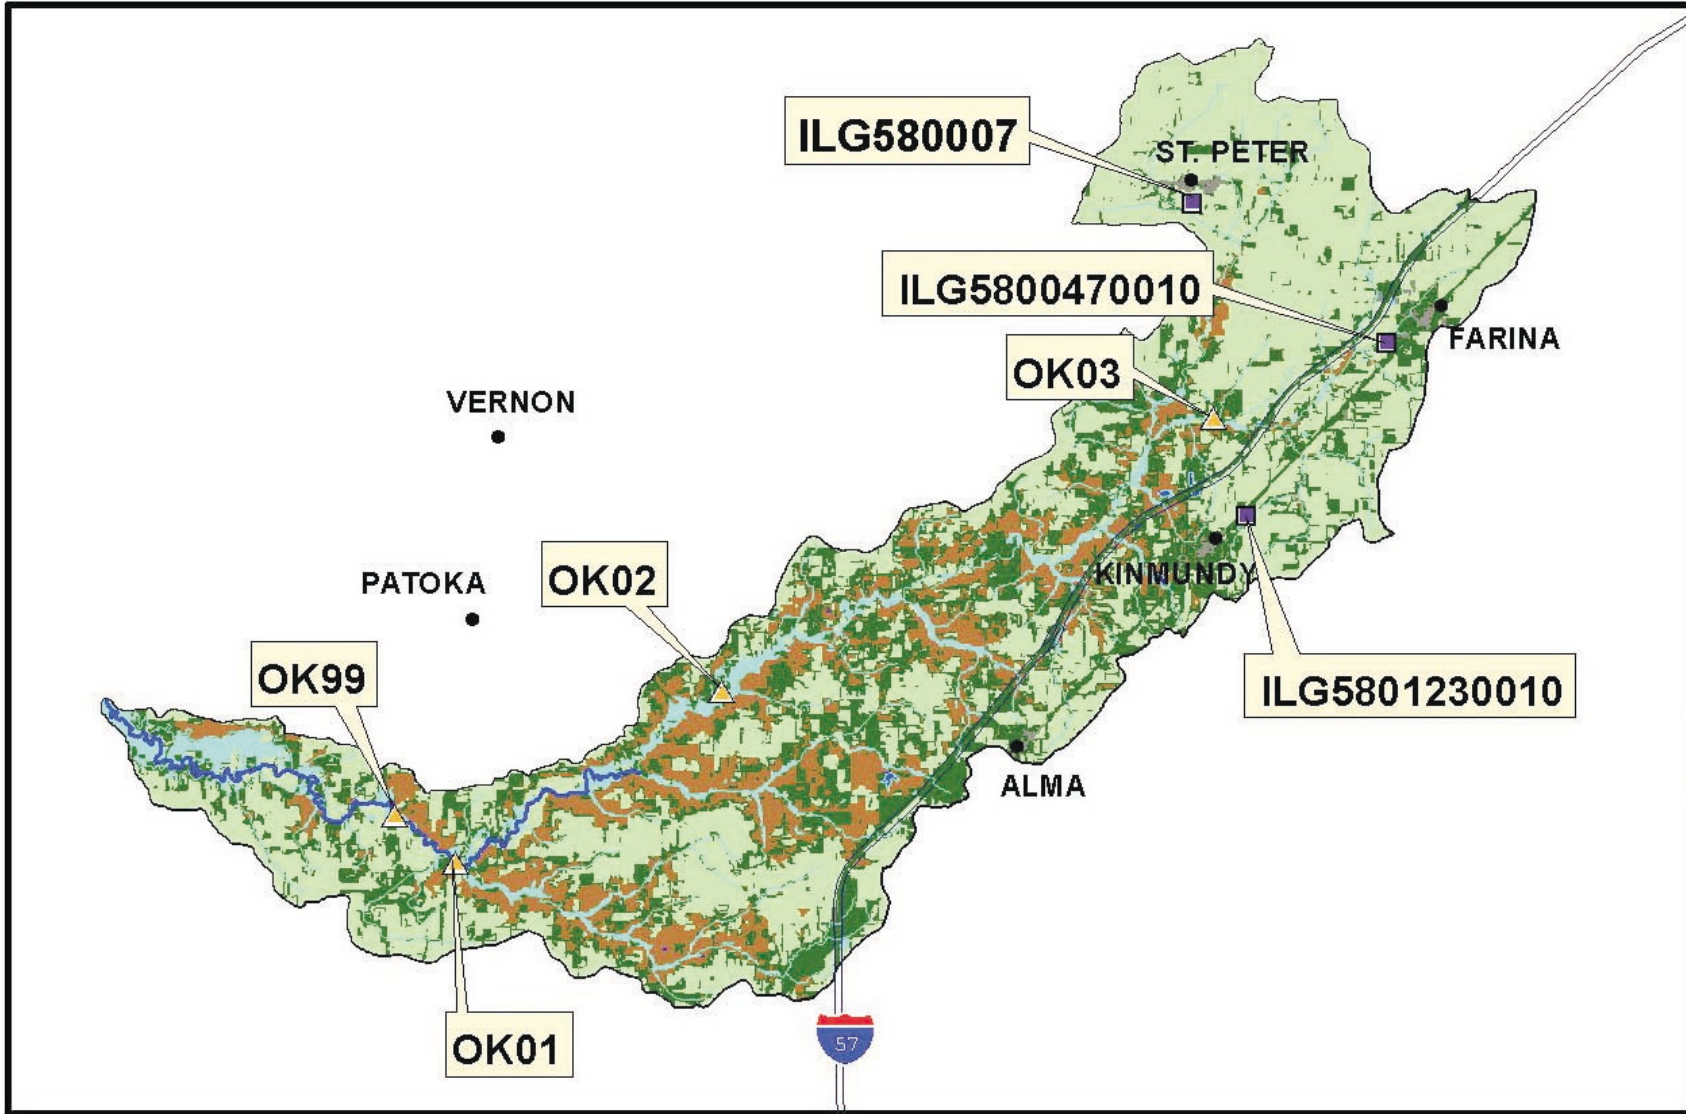 ILG580007
ST. PETER
ILG5800470010
FARINA
OK03
VERNON
OK02
KINMUNDY
PATOKA
OK99
ILG5801230010
ALMA
OK01
57